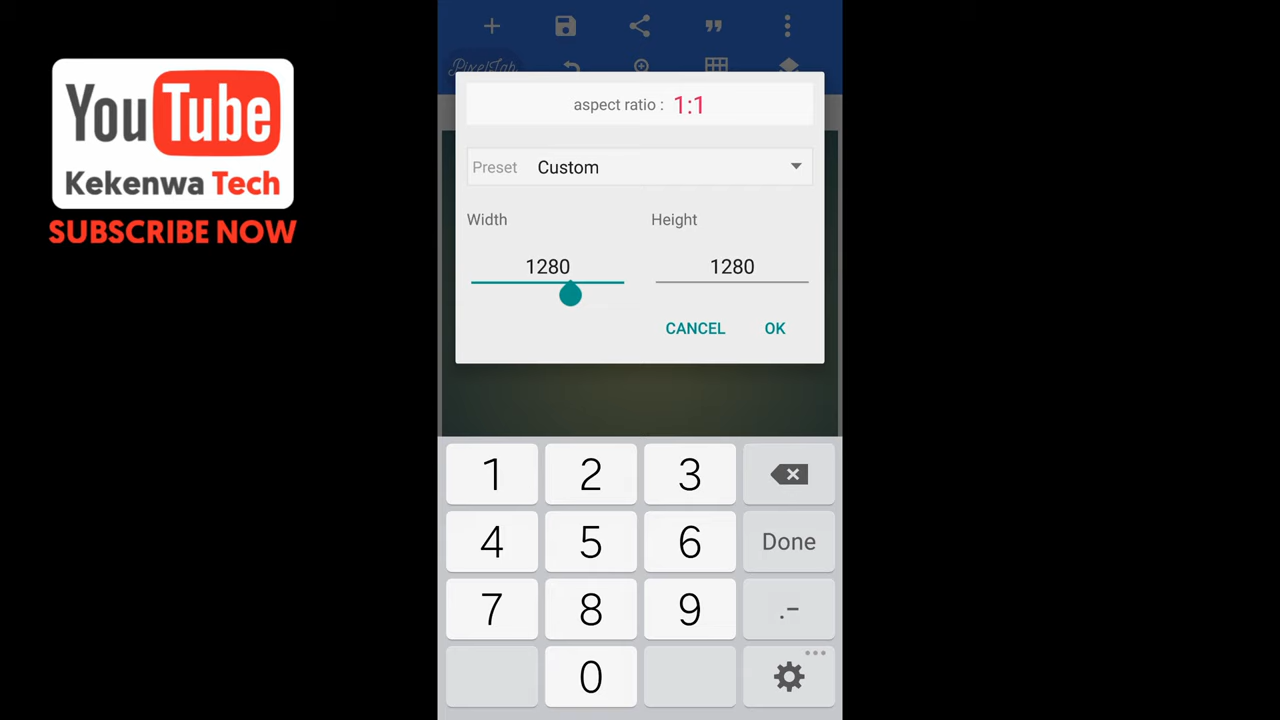 YouTube
Kekenwa Tech
SUBSCRIBE NOW
PixelLab
aspect ratio : 1:1
Preset Custom
Width Height
1280 1280
CANCEL OK
1 2 3
4 5 6 Done
7 8 9 .-
0